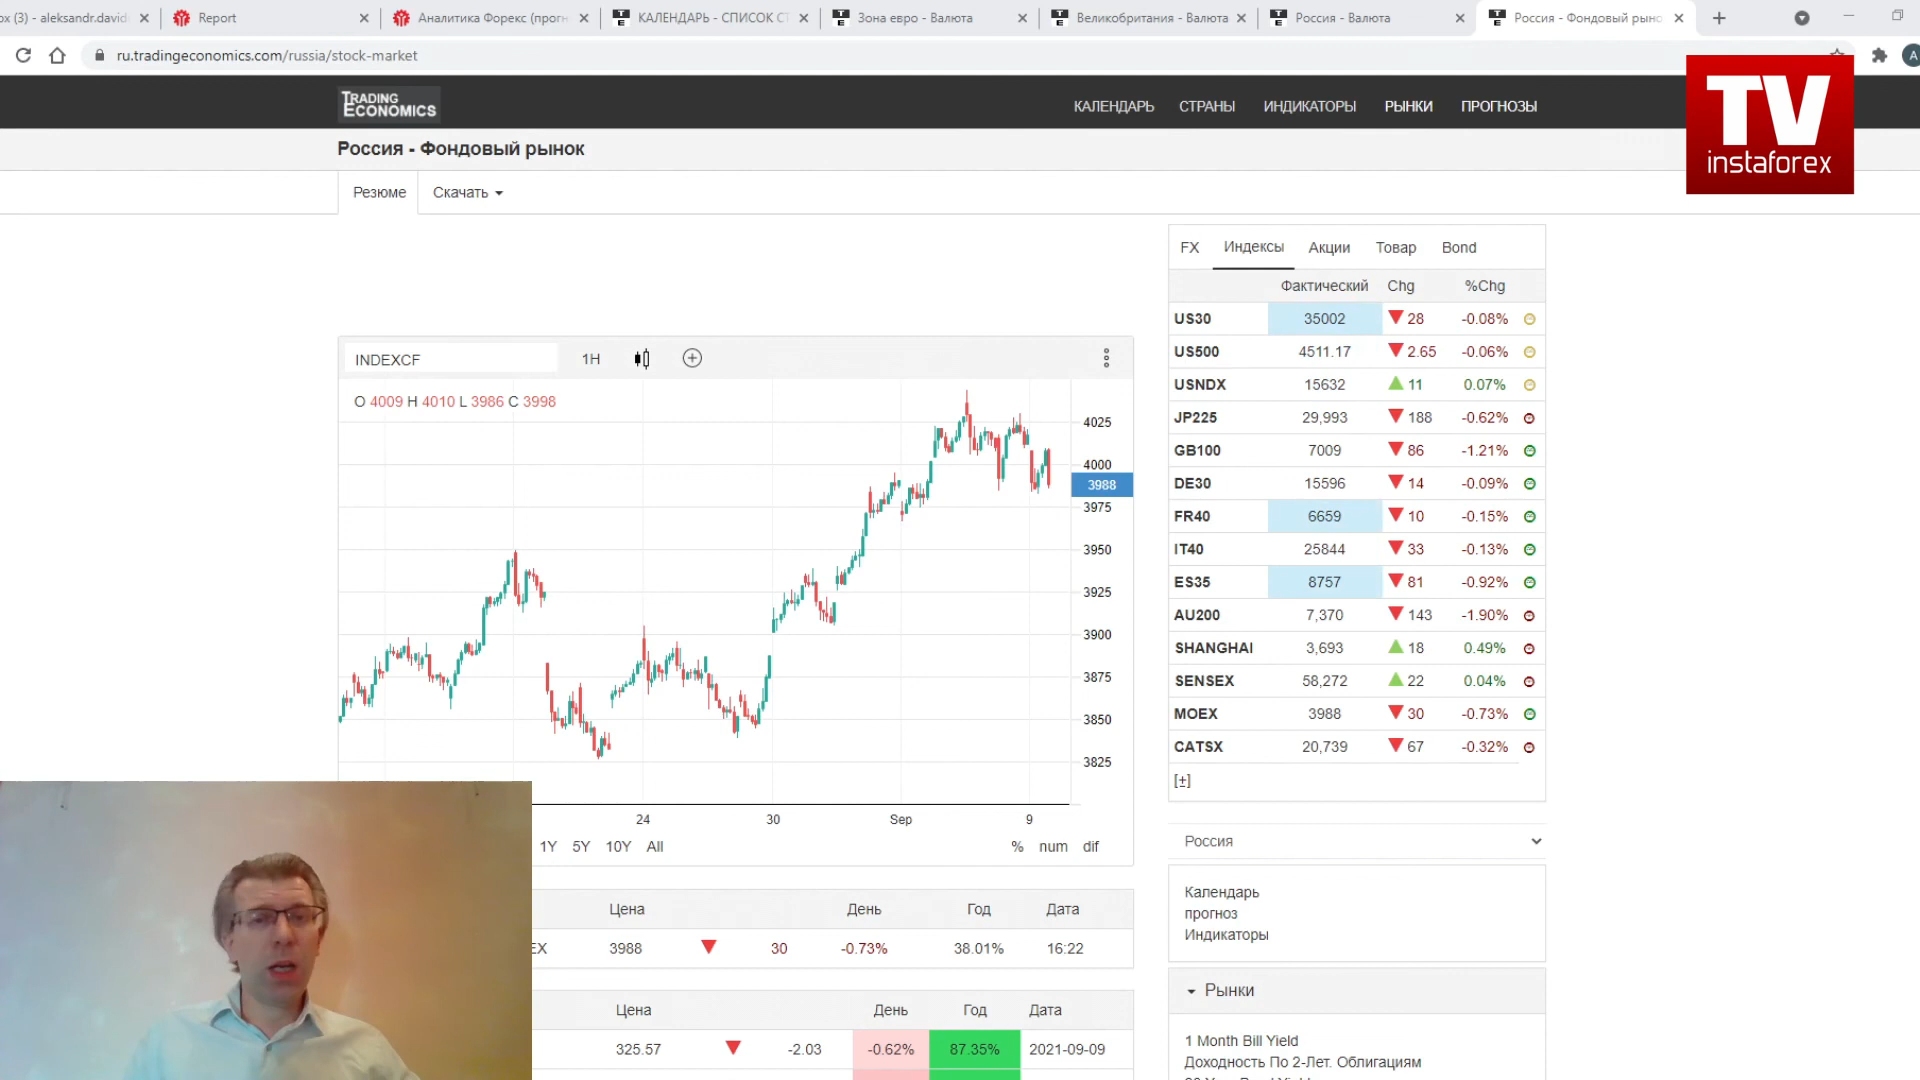 ox (3) - aleksandr.davide
Report
Аналитика Форекс (прогн
КАЛЕНДАРЬ - СПИСОК СТ
Зона евро - Валюта
Великобритания - Валюта
Россия - Валюта
Россия - Фондовый рыно
ru.tradingeconomics.com/russia/stock-market
A
TV
instaforex
TRADING
ECONOMICS
КАЛЕНДАРЬ СТРАНЫ ИНДИКАТОРЫ РЫНКИ ПРОГНОЗЫ
Россия - Фондовый рынок
Резюме Скачать
INDEXCF 1H
O 4009 H 4010 L 3986 C 3998
4025
4000
3988
3975
3950
3925
3900
3875
3850
3825
24 30 Sep 9
1Y 5Y 10Y All % num dif
Цена День Год Дата
EX 3988 30 -0.73% 38.01% 16:22
Цена День Год Дата
325.57 -2.03 -0.62% 87.35% 2021-09-09
FX Индексы Акции Товар Bond
Фактический Chg %Chg
US30 35002 28 -0.08%
US500 4511.17 2.65 -0.06%
USNDX 15632 11 0.07%
JP225 29,993 188 -0.62%
GB100 7009 86 -1.21%
DE30 15596 14 -0.09%
FR40 6659 10 -0.15%
IT40 25844 33 -0.13%
ES35 8757 81 -0.92%
AU200 7,370 143 -1.90%
SHANGHAI 3,693 18 0.49%
SENSEX 58,272 22 0.04%
MOEX 3988 30 -0.73%
CATSX 20,739 67 -0.32%
[±]
Россия
Календарь
прогноз
Индикаторы
Рынки
1 Month Bill Yield
Доходность По 2-Лет. Облигациям